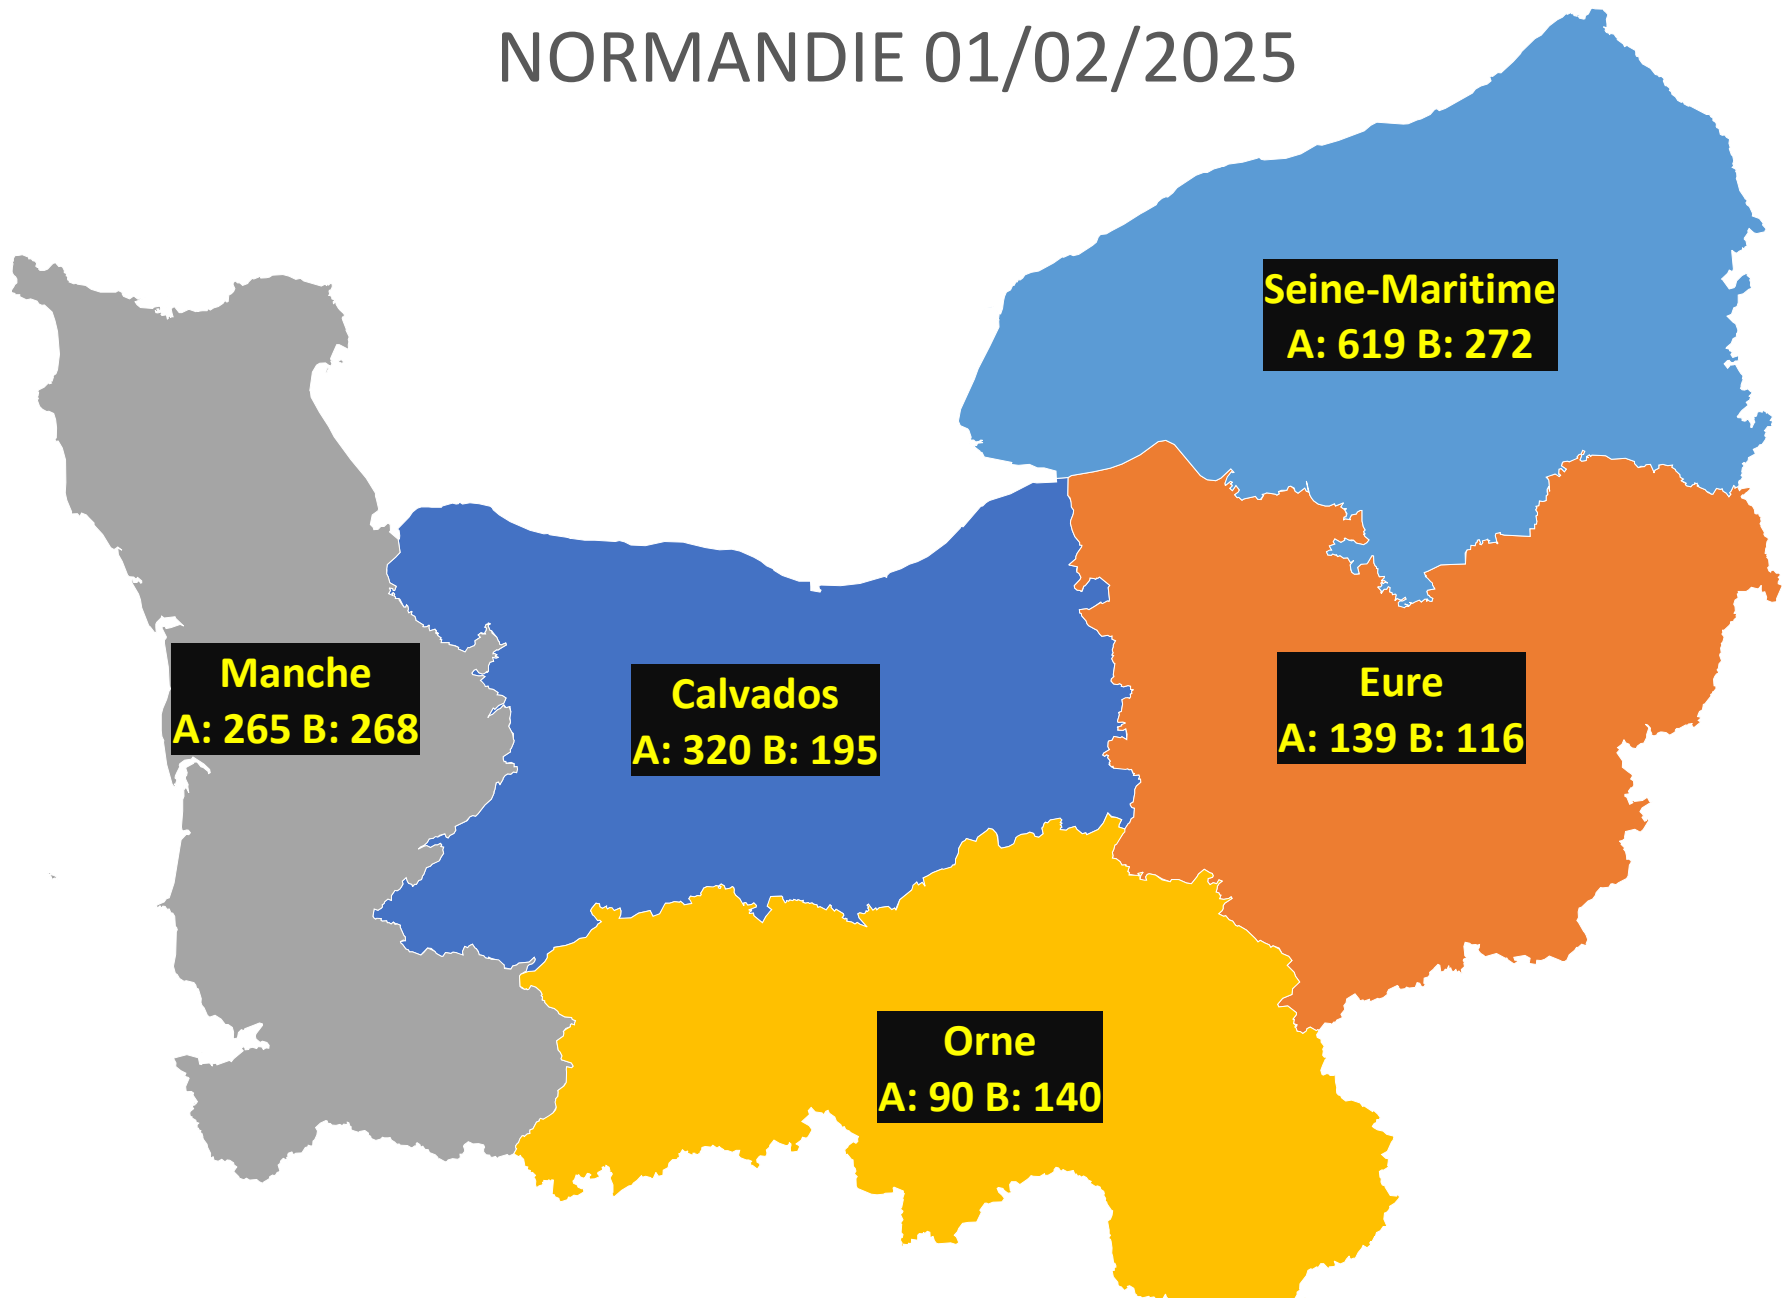 NORMANDIE 01/02/2025
Seine-Maritime
A: 619 B: 272
Manche
A: 265 B: 268
Calvados
A: 320 B: 195
Eure
A: 139 B: 116
Orne
A: 90 B: 140